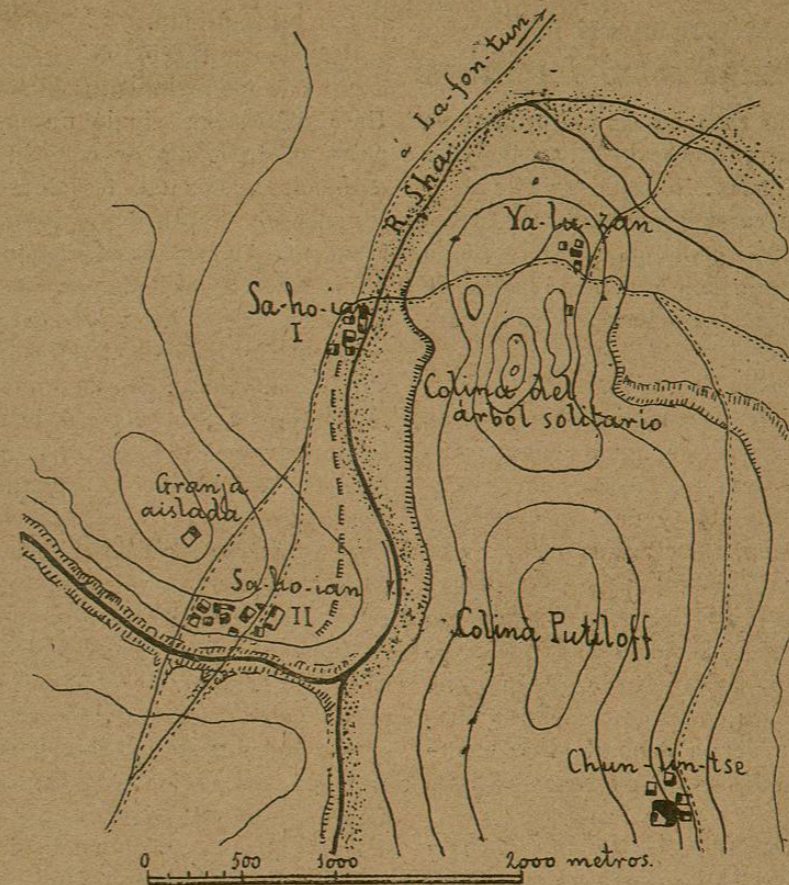 á La-fon-tun
R. Sha
Ya-lu-zan
Sa-ho-ian
I
Colina del
árbol solitario
Granja
aislada
Sa-ho-ian
II
Colina Putiloff
Chun-lin-tse
0 500 1000 2000 metros.